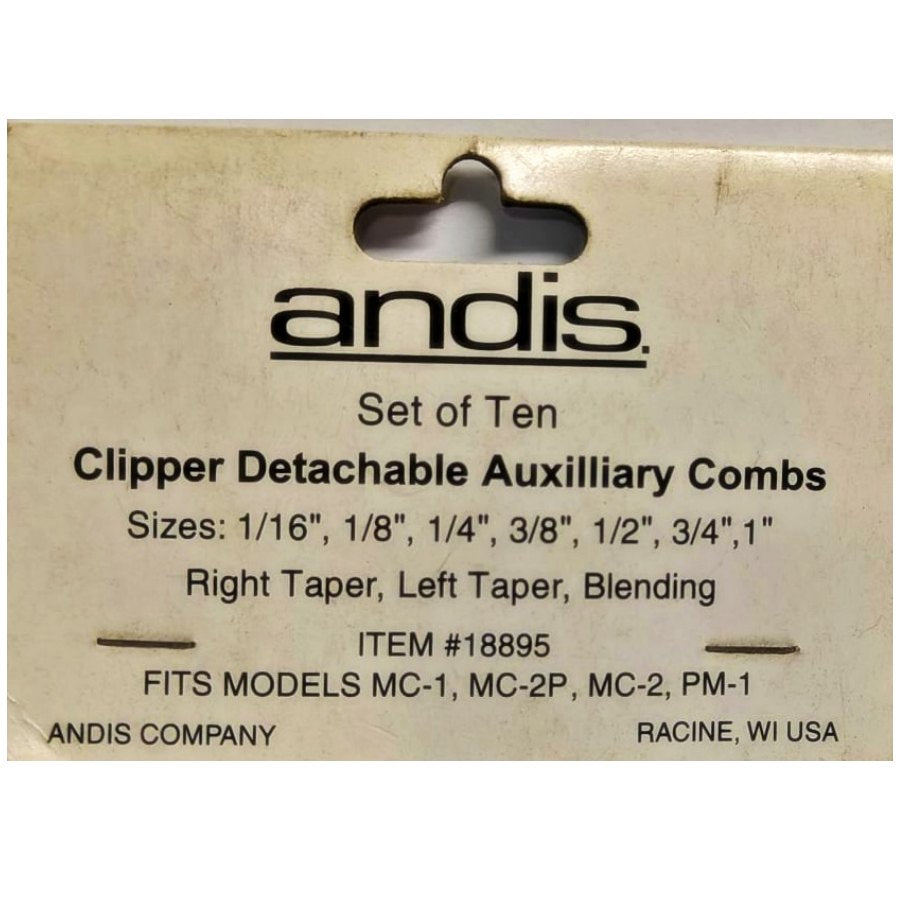 andis.
Set of Ten
Clipper Detachable Auxilliary Combs
Sizes: 1/16", 1/8", 1/4", 3/8", 1/2", 3/4",1"
Right Taper, Left Taper, Blending
ITEM #18895
FITS MODELS MC-1, MC-2P, MC-2, PM-1
ANDIS COMPANY RACINE, WI USA